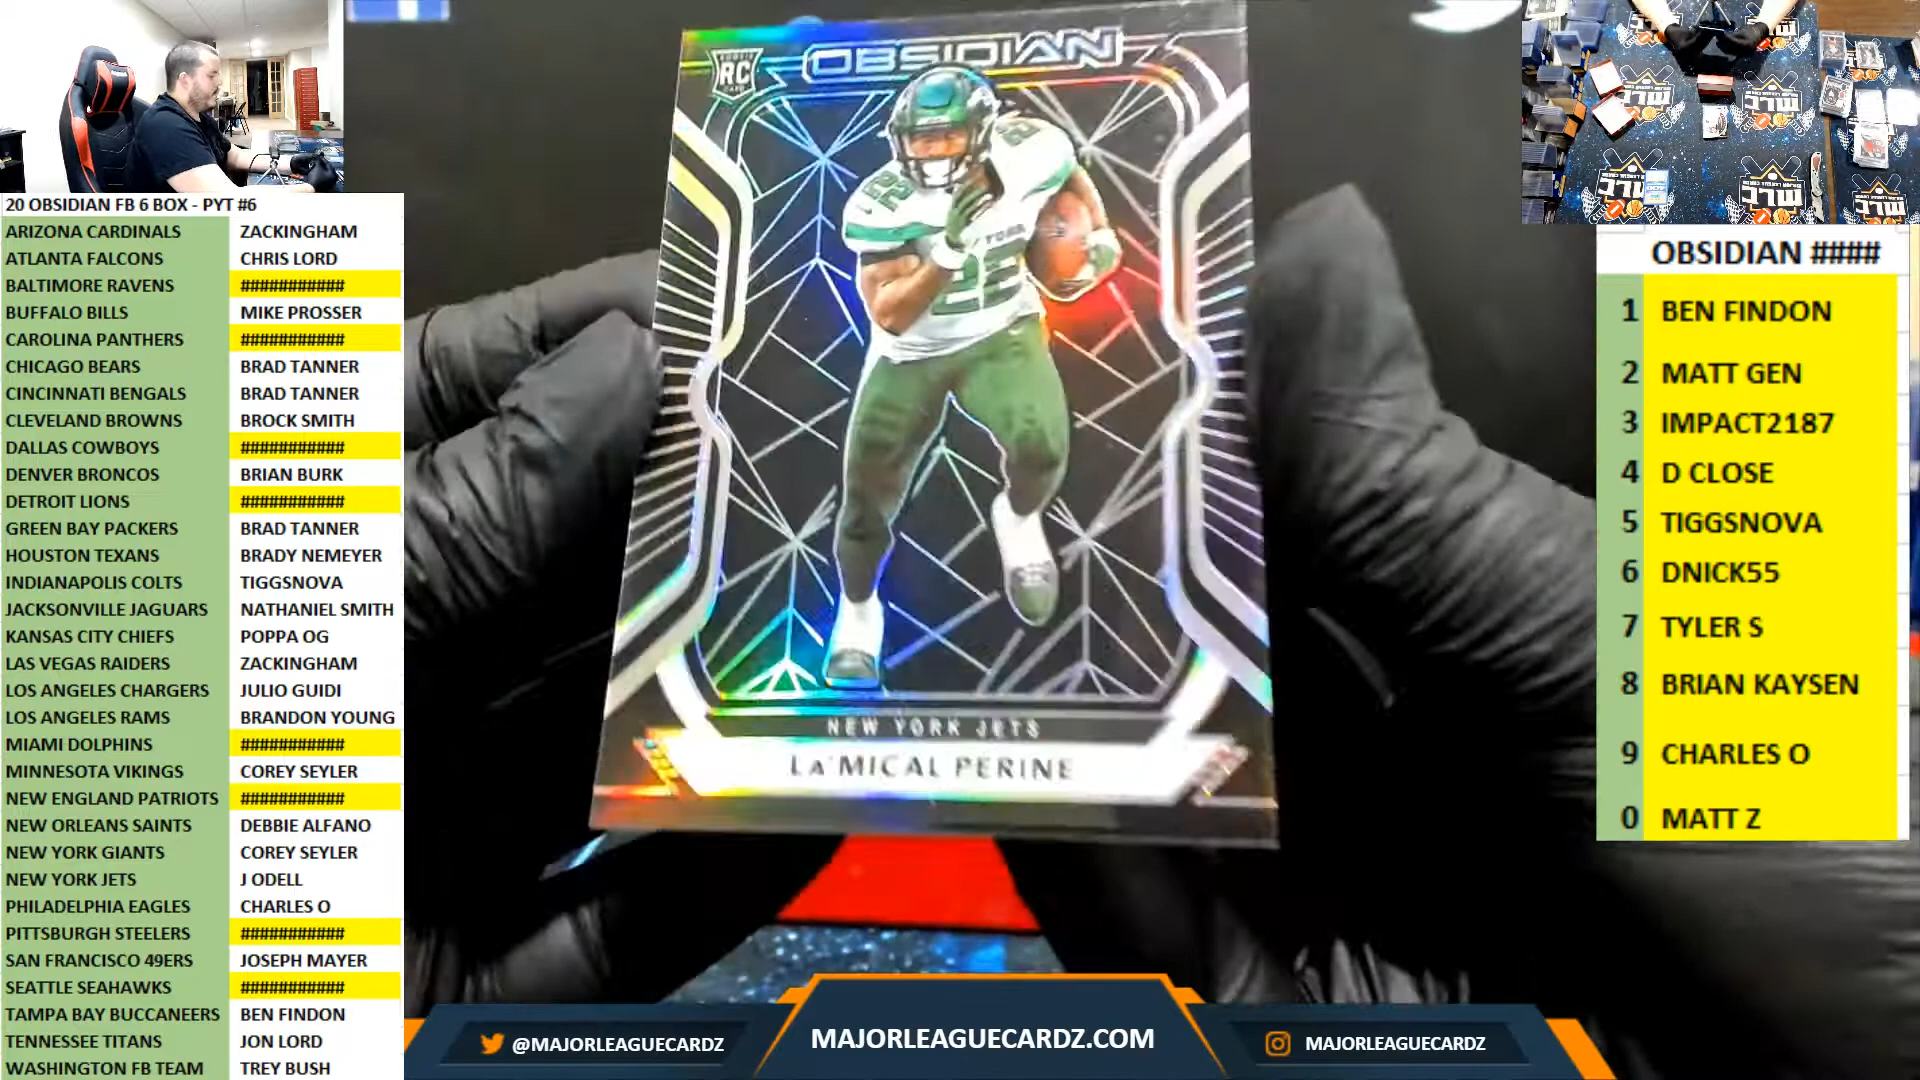 20 OBSIDIAN FB 6 BOX - PYT #6
ARIZONA CARDINALS ZACKINGHAM
ATLANTA FALCONS CHRIS LORD
BALTIMORE RAVENS ###########
BUFFALO BILLS MIKE PROSSER
CAROLINA PANTHERS ###########
CHICAGO BEARS BRAD TANNER
CINCINNATI BENGALS BRAD TANNER
CLEVELAND BROWNS BROCK SMITH
DALLAS COWBOYS ###########
DENVER BRONCOS BRIAN BURK
DETROIT LIONS ###########
GREEN BAY PACKERS BRAD TANNER
HOUSTON TEXANS BRADY NEMEYER
INDIANAPOLIS COLTS TIGGSNOVA
JACKSONVILLE JAGUARS NATHANIEL SMITH
KANSAS CITY CHIEFS POPPA OG
LAS VEGAS RAIDERS ZACKINGHAM
LOS ANGELES CHARGERS JULIO GUIDI
LOS ANGELES RAMS BRANDON YOUNG
MIAMI DOLPHINS ###########
MINNESOTA VIKINGS COREY SEYLER
NEW ENGLAND PATRIOTS ###########
NEW ORLEANS SAINTS DEBBIE ALFANO
NEW YORK GIANTS COREY SEYLER
NEW YORK JETS J ODELL
PHILADELPHIA EAGLES CHARLES O
PITTSBURGH STEELERS ###########
SAN FRANCISCO 49ERS JOSEPH MAYER
SEATTLE SEAHAWKS ###########
TAMPA BAY BUCCANEERS BEN FINDON
TENNESSEE TITANS JON LORD
WASHINGTON FB TEAM TREY BUSH
OBSIDIAN
RC
22
YORK
22
NEW YORK JETS
LA'MICAL PERINE
OBSIDIAN ####
1 BEN FINDON
2 MATT GEN
3 IMPACT2187
4 D CLOSE
5 TIGGSNOVA
6 DNICK55
7 TYLER S
8 BRIAN KAYSEN
9 CHARLES O
0 MATT Z
@MAJORLEAGUECARDZ
MAJORLEAGUECARDZ.COM
MAJORLEAGUECARDZ